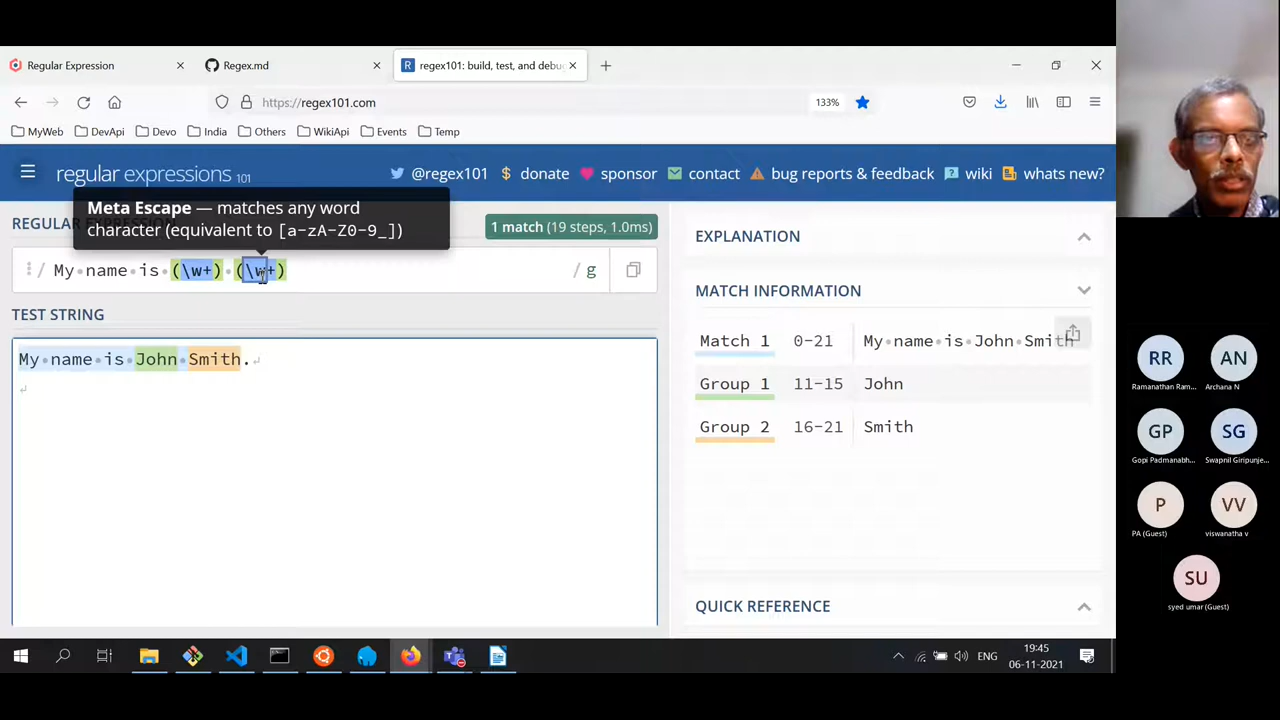 Regular Expression
Regex.md
regex101: build, test, and debug
https://regex101.com
133%
MyWeb
DevApi
Devo
India
Others
WikiApi
Events
Temp
regular expressions 101
@regex101
$ donate
sponsor
contact
bug reports & feedback
wiki
whats new?
Meta Escape — matches any word
character (equivalent to [a-zA-Z0-9_])
1 match (19 steps, 1.0ms)
/ My·name·is·(\w+)·(\w+)
/ g
TEST STRING
My·name·is·John·Smith.
EXPLANATION
MATCH INFORMATION
Match 1 0-21 My·name·is·John·Smith
Group 1 11-15 John
Group 2 16-21 Smith
QUICK REFERENCE
ENG
19:45
06-11-2021
RR
Ramanathan Ram...
AN
Archana N
GP
Gopi Padmanabh...
SG
Swapnil Giripunje...
P
PA (Guest)
VV
viswanatha v
SU
syed umar (Guest)